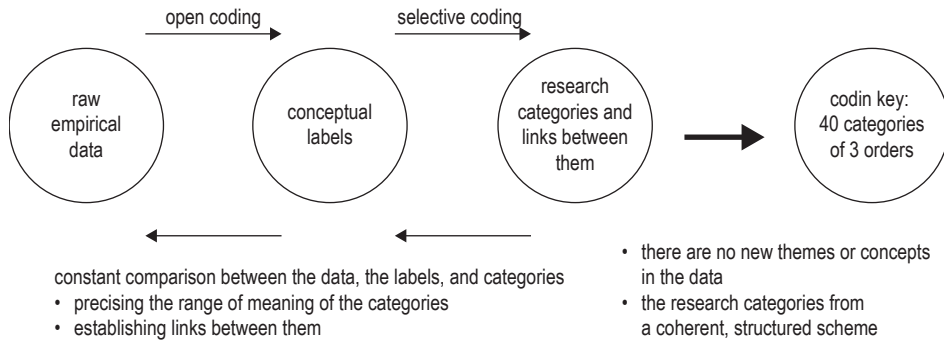 open coding
selective coding
raw
empirical
data
conceptual
labels
research
categories and
links between
them
codin key:
40 categories
of 3 orders
constant comparison between the data, the labels, and categories
• precising the range of meaning of the categories
• establishing links between them
• there are no new themes or concepts
in the data
• the research categories from
a coherent, structured scheme